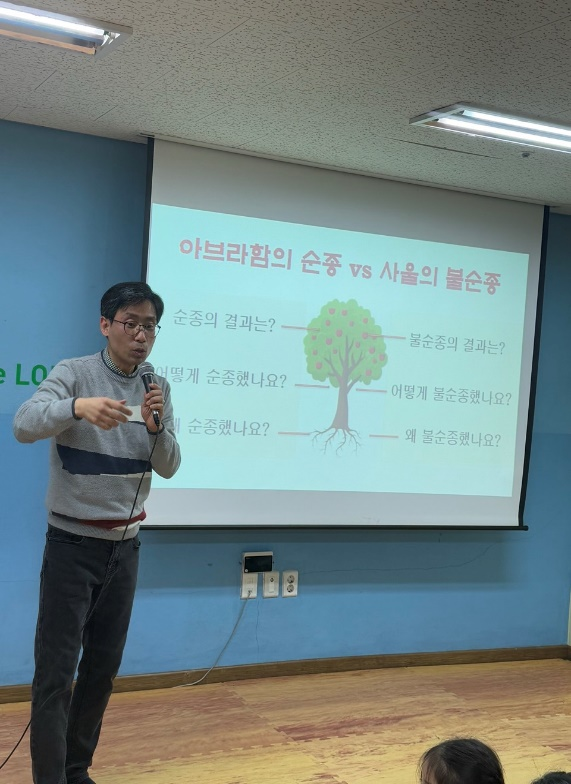 아브라함의 순종 vs 사울의 불순종
순종의 결과는?
불순종의 결과는?
어떻게 순종했나요?
어떻게 불순종했나요?
순종했나요?
왜 불순종했나요?
e LO